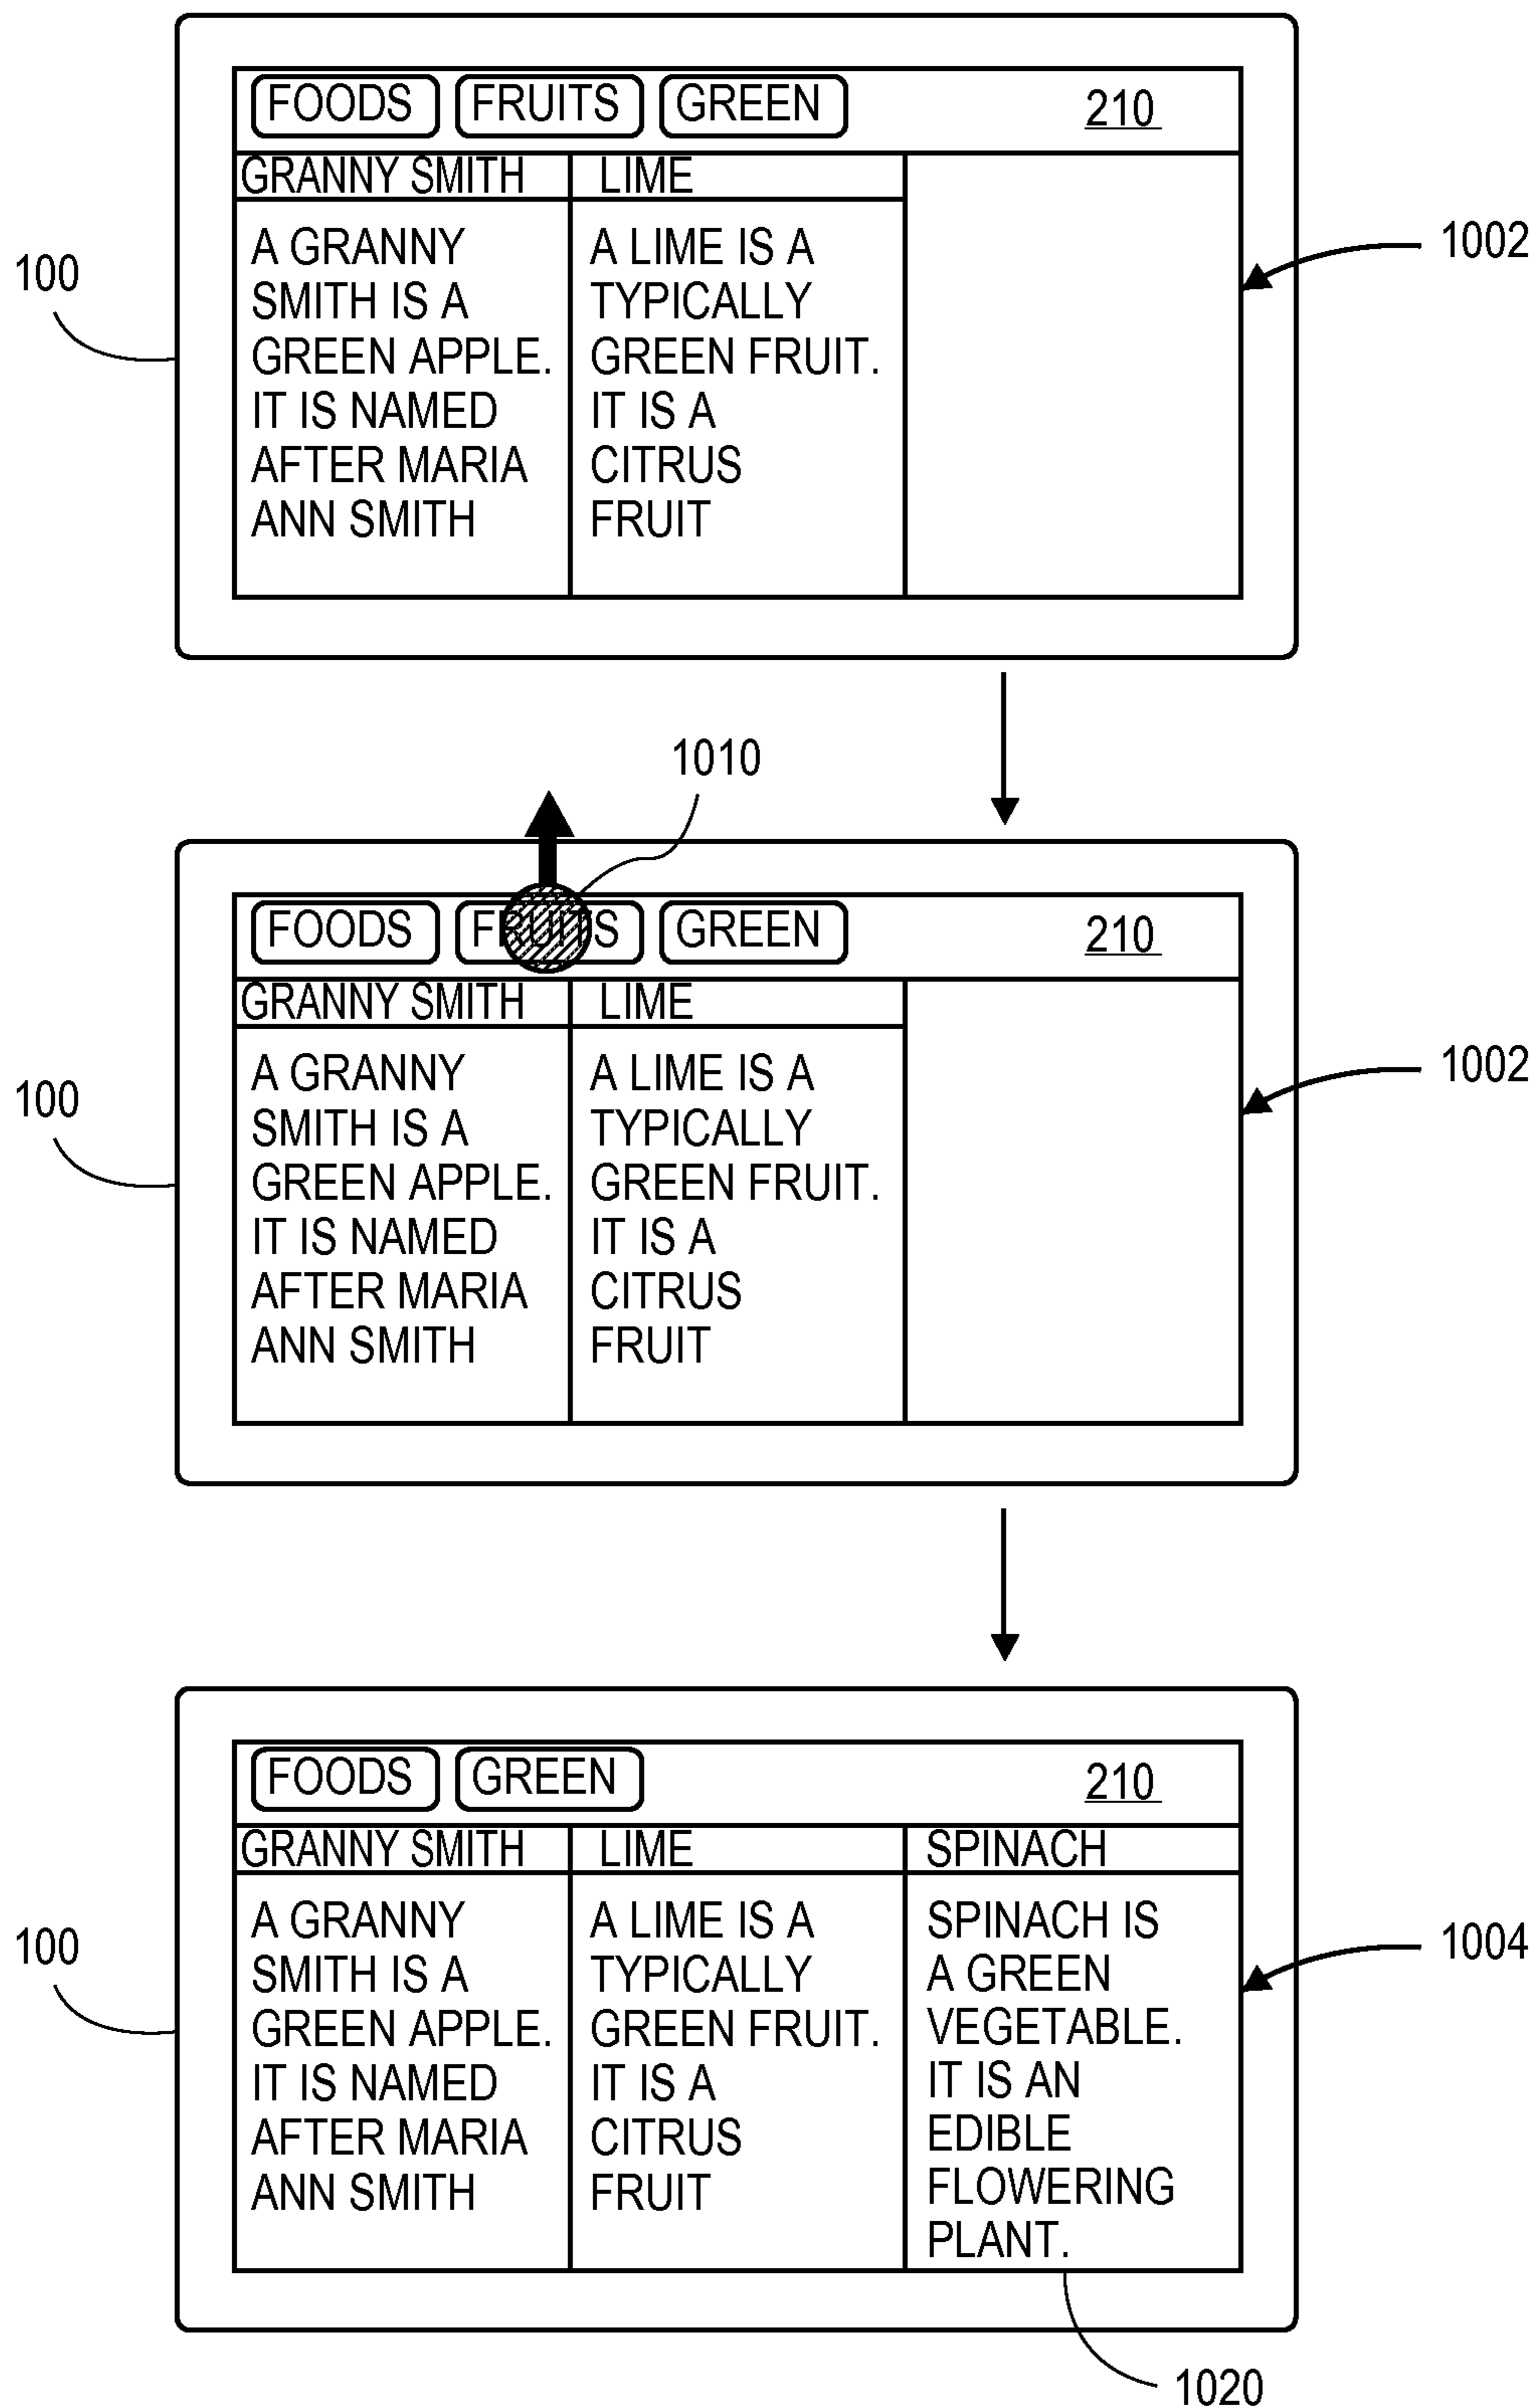 FOODS FRUITS GREEN 210
GRANNY SMITH LIME
A GRANNY
SMITH IS A
GREEN APPLE.
IT IS NAMED
AFTER MARIA
ANN SMITH
A LIME IS A
TYPICALLY
GREEN FRUIT.
IT IS A
CITRUS
FRUIT
100
1002
1010
FOODS FRUITS GREEN 210
GRANNY SMITH LIME
A GRANNY
SMITH IS A
GREEN APPLE.
IT IS NAMED
AFTER MARIA
ANN SMITH
A LIME IS A
TYPICALLY
GREEN FRUIT.
IT IS A
CITRUS
FRUIT
100
1002
FOODS GREEN 210
GRANNY SMITH LIME SPINACH
A GRANNY
SMITH IS A
GREEN APPLE.
IT IS NAMED
AFTER MARIA
ANN SMITH
A LIME IS A
TYPICALLY
GREEN FRUIT.
IT IS A
CITRUS
FRUIT
SPINACH IS
A GREEN
VEGETABLE.
IT IS AN
EDIBLE
FLOWERING
PLANT.
100
1004
1020